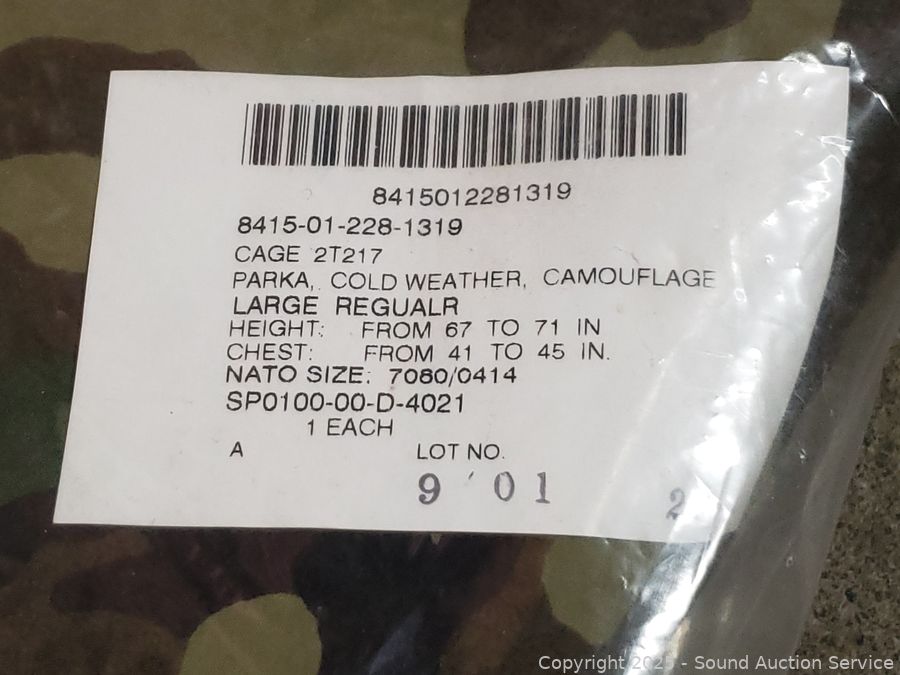 8415012281319
8415-01-228-1319
CAGE 2T217
PARKA, COLD WEATHER, CAMOUFLAGE
LARGE REGUALR
HEIGHT: FROM 67 TO 71 IN
CHEST: FROM 41 TO 45 IN.
NATO SIZE: 7080/0414
SP0100-00-D-4021
1 EACH
A LOT NO.
9 ' 01 2
- Sound Auction Service